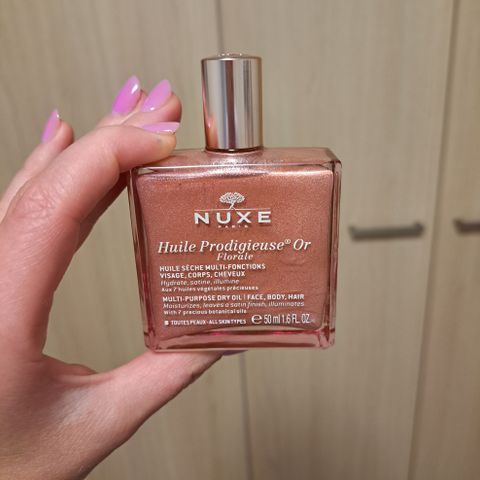 NUXE
PARIS
Huile Prodigieuse® Or
Florale
HUILE SÈCHE MULTI-FONCTIONS
VISAGE, CORPS, CHEVEUX
Hydrate, satine, illumine
Aux 7 huiles végétales précieuses
MULTI-PURPOSE DRY OIL | FACE, BODY, HAIR
Moisturizes, leaves a satin finish, illuminates
With 7 precious botanical oils
TOUTES PEAUX - ALL SKIN TYPES ℮ 50 ml 1.6 FL. OZ.